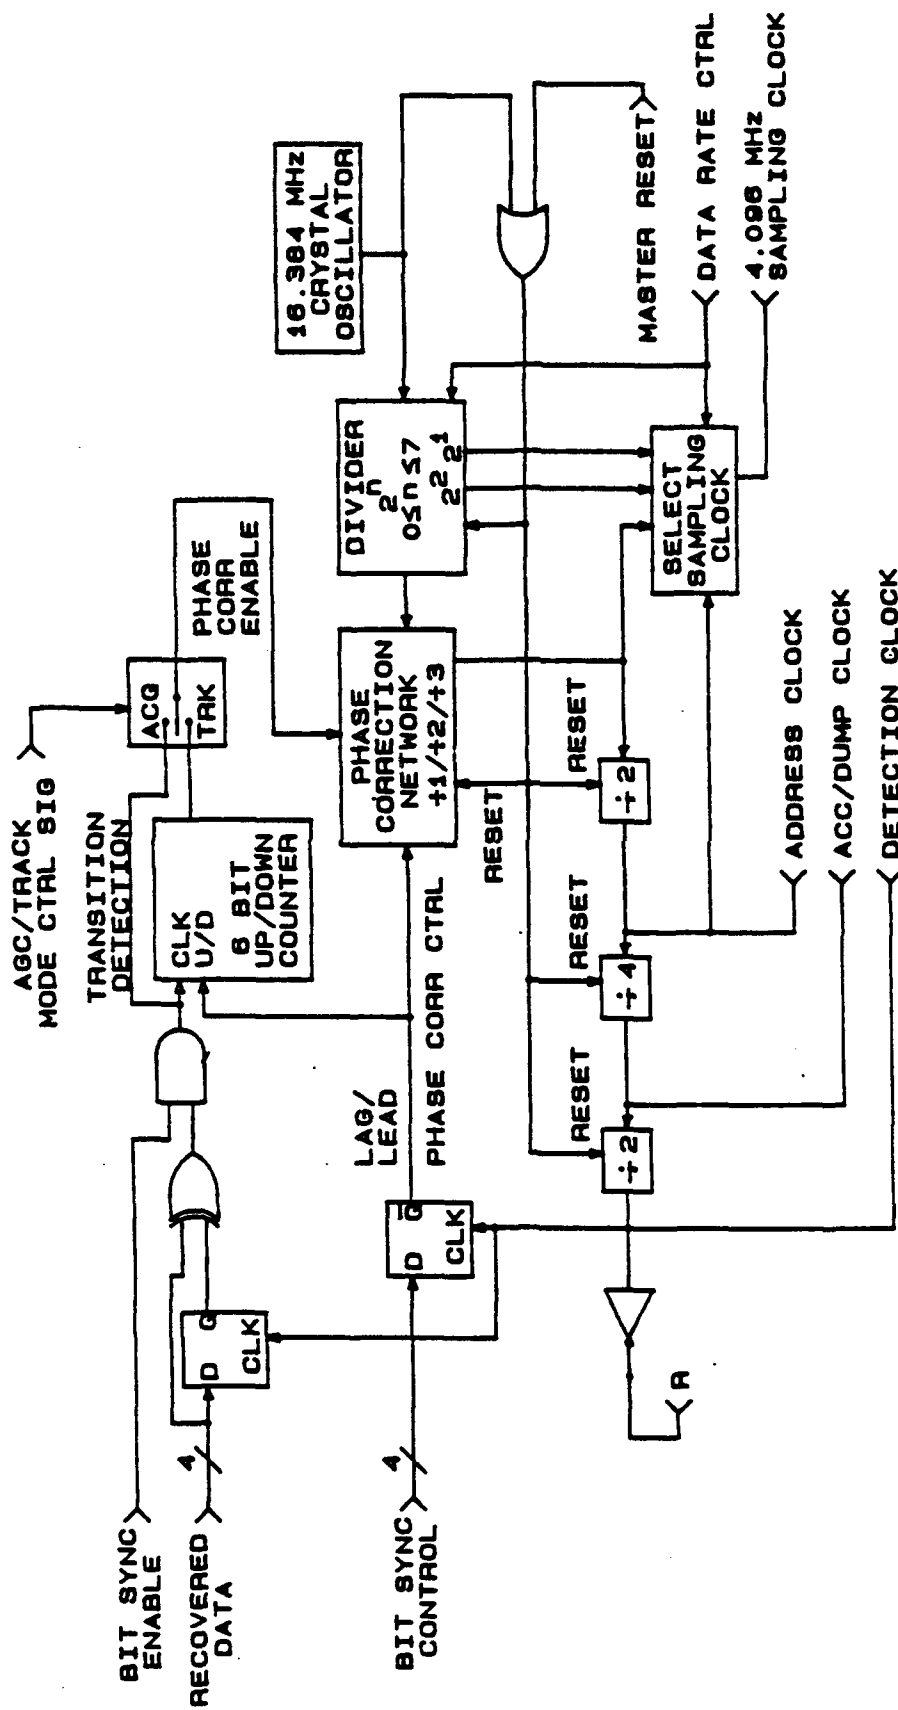 BIT SYNC
ENABLE
RECOVERED
DATA
4
D
Q
CLK
BIT SYNC
CONTROL
4
D
Q
CLK
AGC/TRACK
MODE CTRL SIG
TRANSITION
DETECTION
CLK
U/D
6 BIT
UP/DOWN
COUNTER
ACQ
TRK
PHASE
CORR
ENABLE
LAG/
LEAD
PHASE CORR CTRL
PHASE
CORRECTION
NETWORK
÷1/÷2/÷3
DIVIDER
2n
0≤n≤7
22 21
16.384 MHz
CRYSTAL
OSCILLATOR
RESET
RESET
RESET
RESET
÷2
÷4
÷2
SELECT
SAMPLING
CLOCK
MASTER RESET
DATA RATE CTRL
4.096 MHz
SAMPLING CLOCK
ADDRESS CLOCK
ACC/DUMP CLOCK
DETECTION CLOCK
A